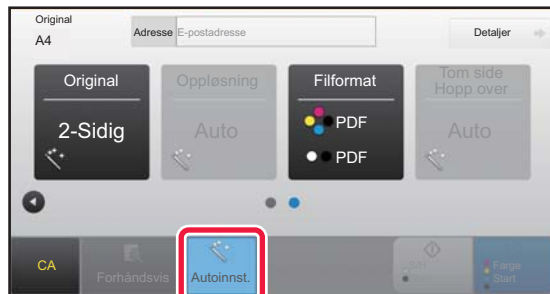 Original
A4
Adresse E-postadresse
Detaljer
Original
2-Sidig
Oppløsning
Auto
Filformat
PDF
PDF
Tom side
Hopp over
Auto
CA
Forhåndsvis
Autoinnst.
Farge
Start